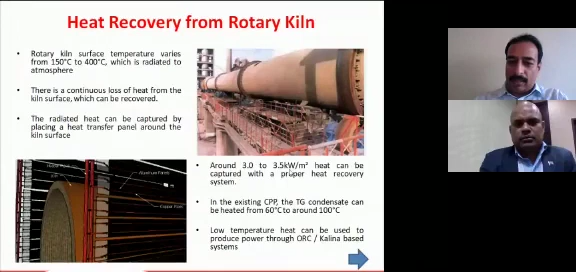 Heat Recovery from Rotary Kiln
• Rotary kiln surface temperature varies
from 150°C to 400°C, which is radiated to
atmosphere
• There is a continuous loss of heat from the
kiln surface, which can be recovered.
• The radiated heat can be captured by
placing a heat transfer panel around the
kiln surface
• Around 3.0 to 3.5kW/m² heat can be
captured with a proper heat recovery
system.
• In the existing CPP, the TG condensate can
be heated from 60°C to around 100°C
• Low temperature heat can be used to
produce power through ORC / Kalina based
systems
Aluminum Panels
Copper Pipes